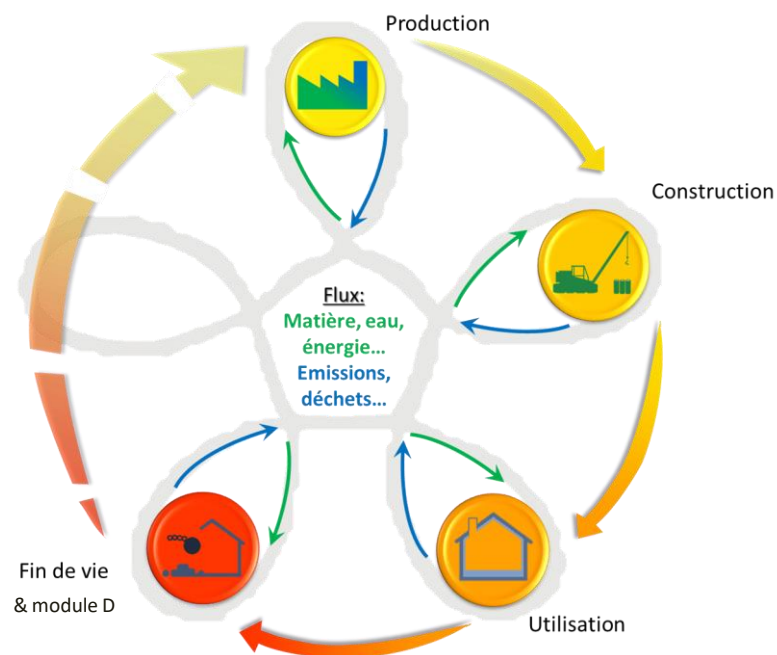 Production
Construction
Flux:
Matière, eau,
énergie…
Emissions,
déchets…
Fin de vie
& module D
Utilisation